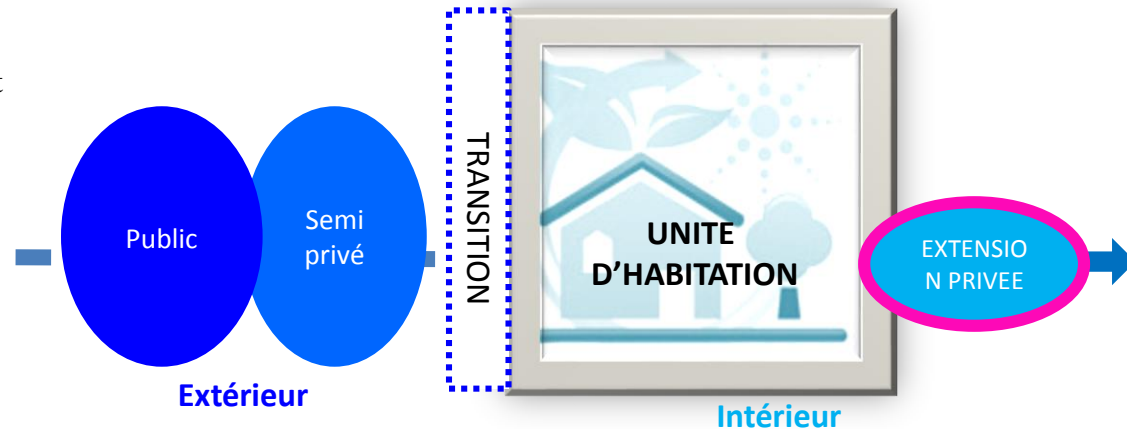 t
Public
Semi
privé
Extérieur
TRANSITION
UNITE
D'HABITATION
EXTENSIO
N PRIVEE
Intérieur